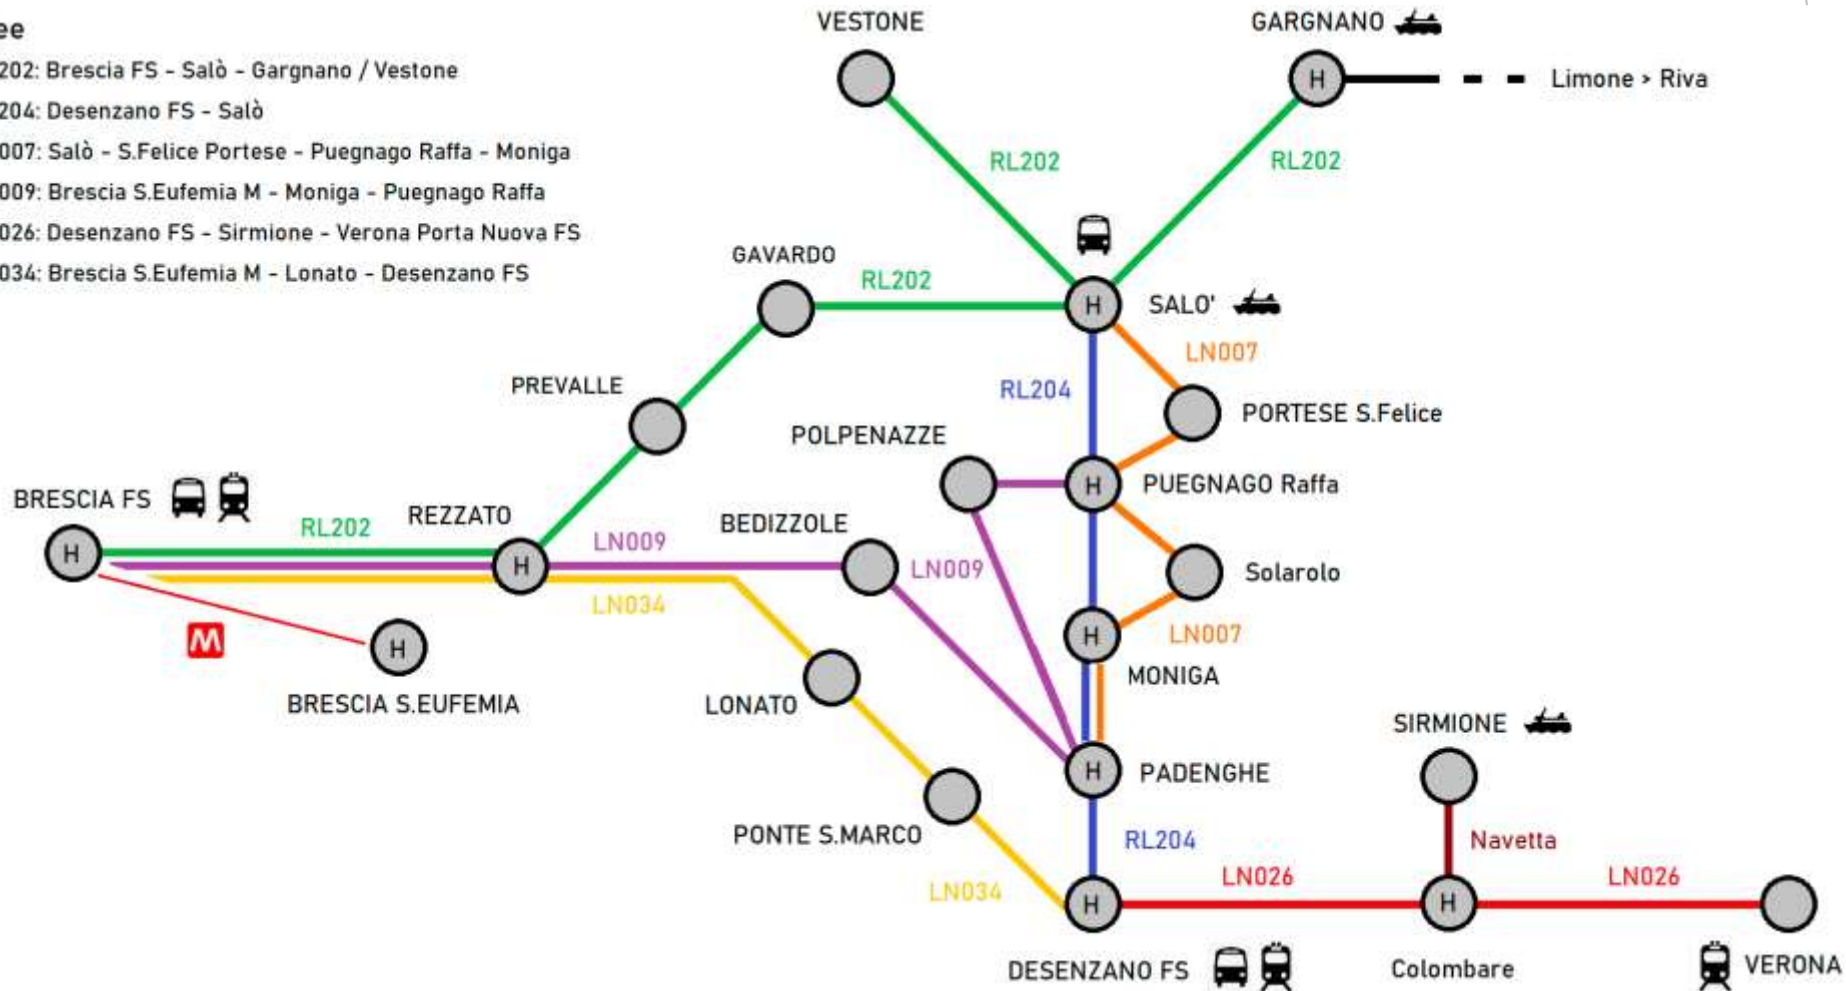 ee
202: Brescia FS - Salò - Gargnano / Vestone
204: Desenzano FS - Salò
007: Salò - S.Felice Portese - Puegnago Raffa - Moniga
009: Brescia S.Eufemia M - Moniga - Puegnago Raffa
026: Desenzano FS - Sirmione - Verona Porta Nuova FS
034: Brescia S.Eufemia M - Lonato - Desenzano FS
VESTONE
GARGNANO
H
Limone > Riva
RL202
RL202
GAVARDO
RL202
H
SALO'
LN007
PREVALLE
RL204
PORTESE S.Felice
POLPENAZZE
H
PUEGNAGO Raffa
BRESCIA FS
REZZATO
RL202
BEDIZZOLE
LN009
H
H
LN009
Solarolo
LN034
M
H
H
LN007
BRESCIA S.EUFEMIA
MONIGA
LONATO
SIRMIONE
H
PADENGHE
PONTE S.MARCO
RL204
Navetta
LN034
LN026
LN026
H
H
DESENZANO FS
Colombare
VERONA